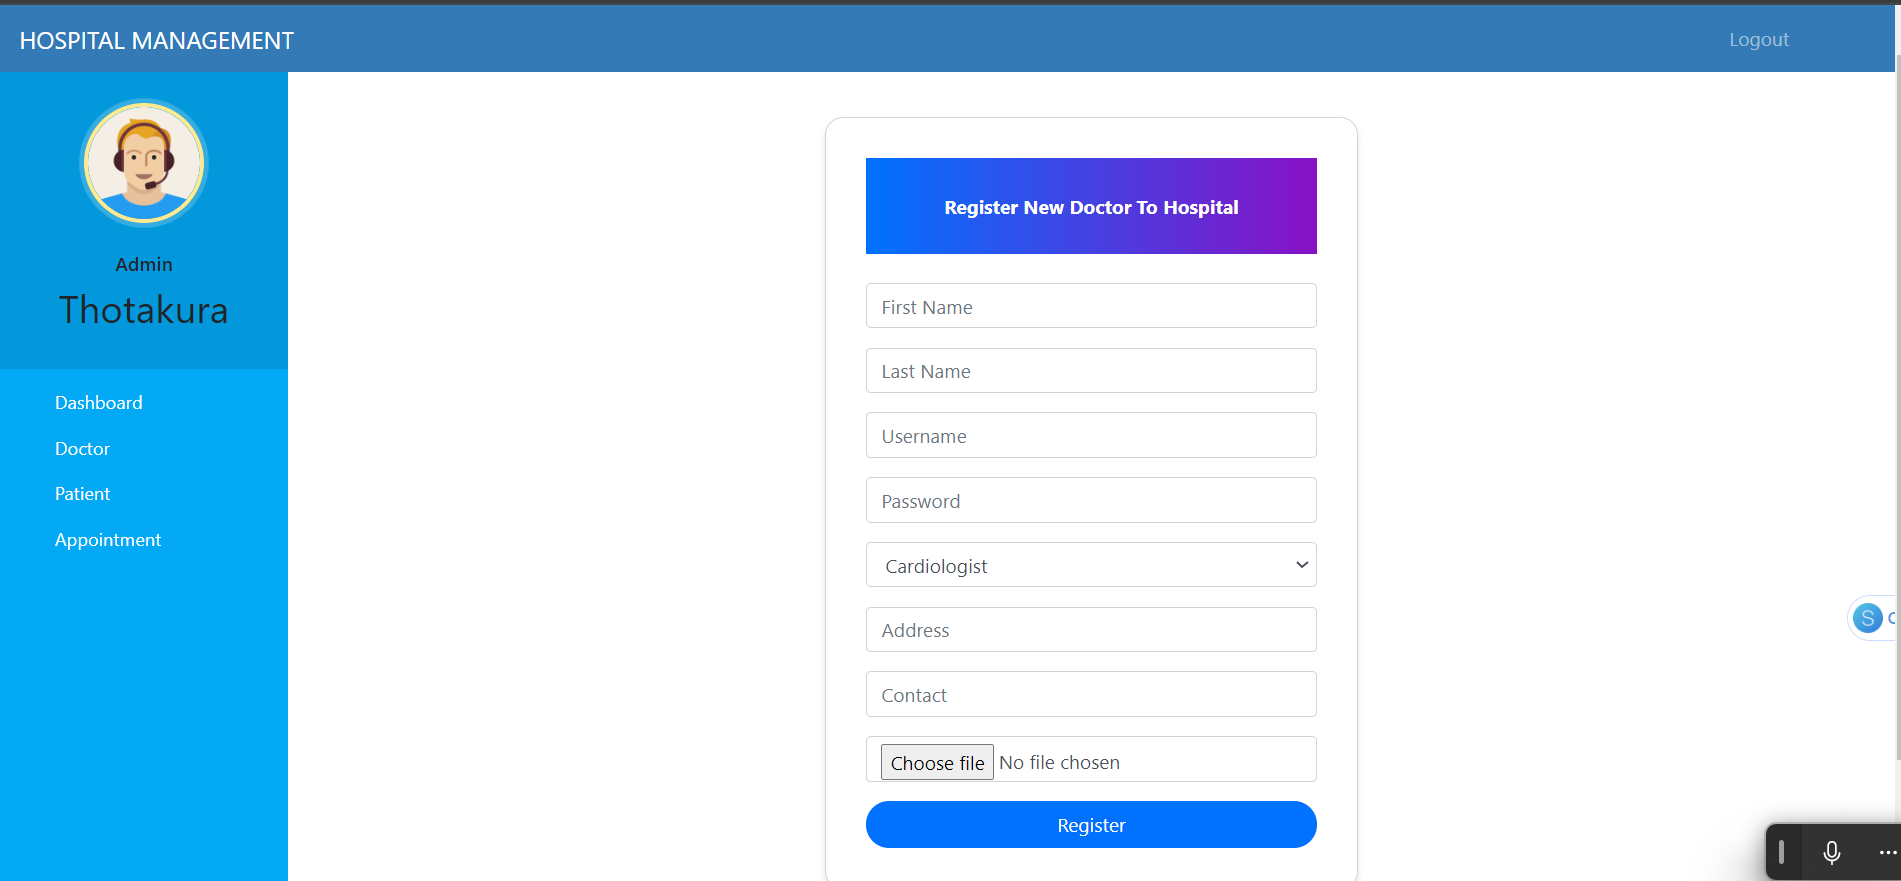 HOSPITAL MANAGEMENT
Logout
Admin
Thotakura
Dashboard
Doctor
Patient
Appointment
Register New Doctor To Hospital
First Name
Last Name
Username
Password
Cardiologist
Address
Contact
Choose file No file chosen
Register
S